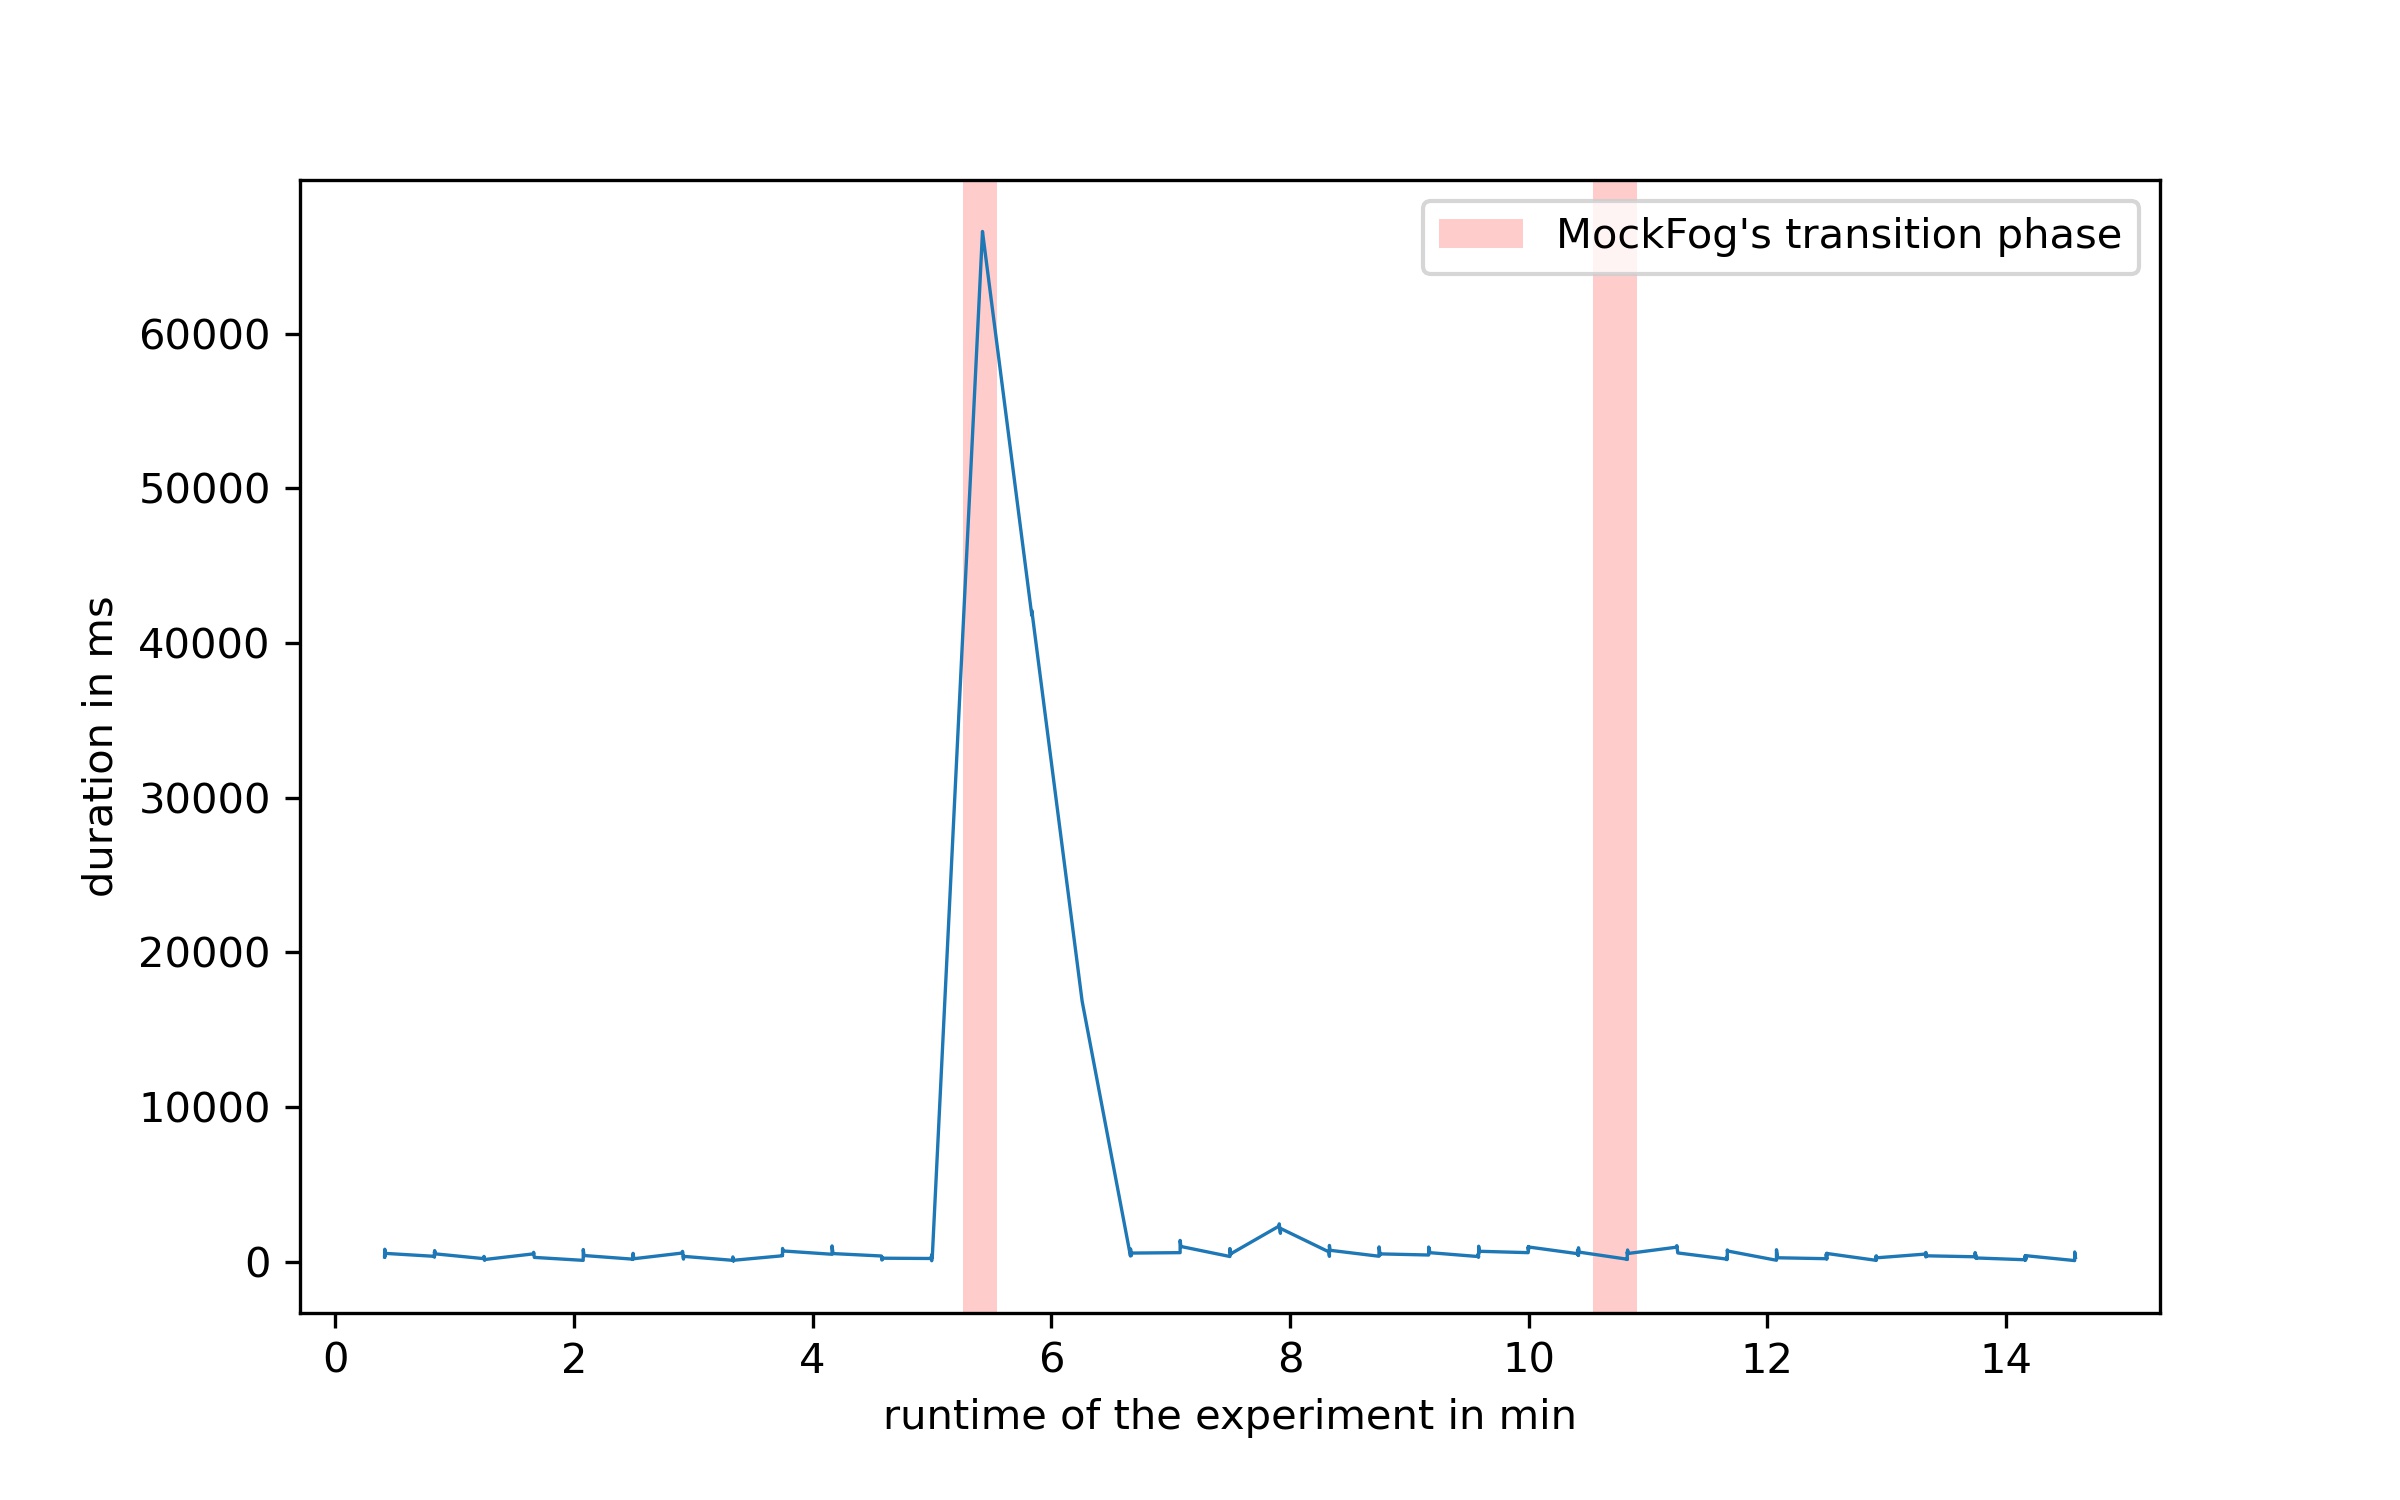 MockFog's transition phase
60000
50000
40000
30000
20000
10000
0
duration in ms
0 2 4 6 8 10 12 14
runtime of the experiment in min